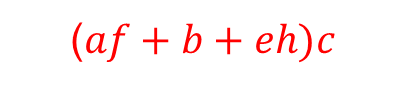 (af + b + eh)c